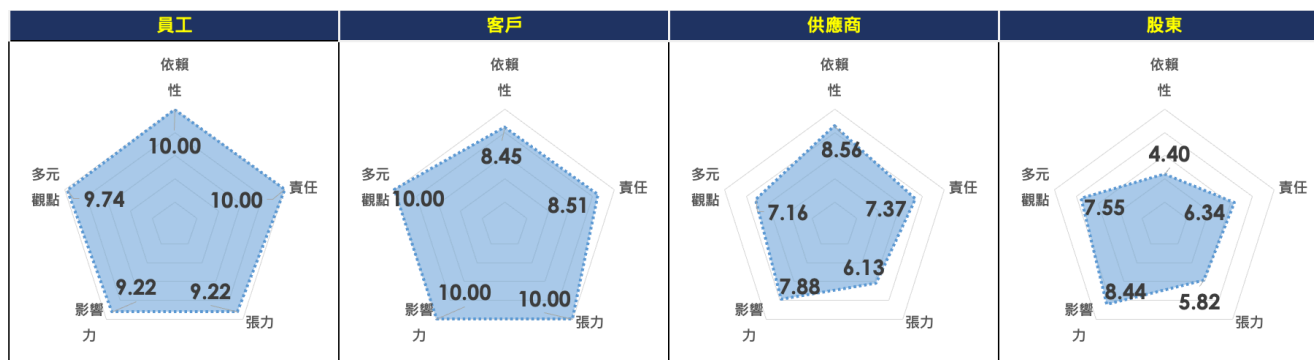 員工
依賴
性
10.00
多元
觀點
9.74
10.00
責任
9.22
9.22
影響
力
張力
客戶
依賴
性
8.45
多元
觀點
10.00
8.51
責任
10.00
10.00
影響
力
張力
供應商
依賴
性
8.56
多元
觀點
7.16
7.37
責任
6.13
7.88
影響
力
張力
股東
依賴
性
4.40
多元
觀點
7.55
6.34
責任
8.44
5.82
影響
力
張力